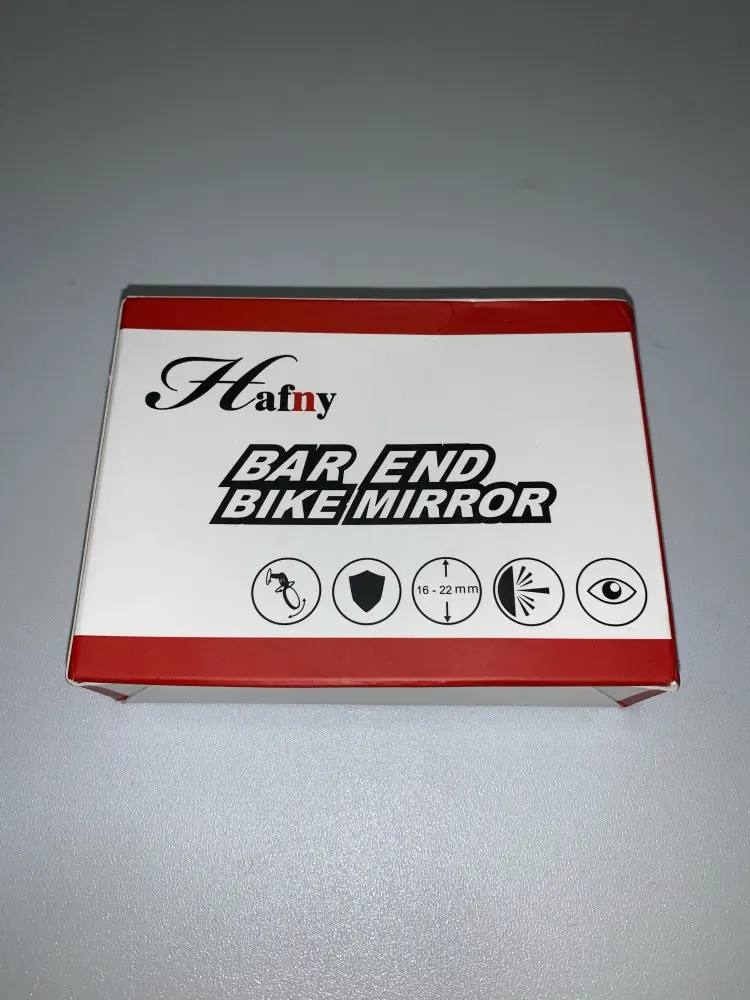 Hafny
BAR END
BIKE MIRROR
16 - 22 mm